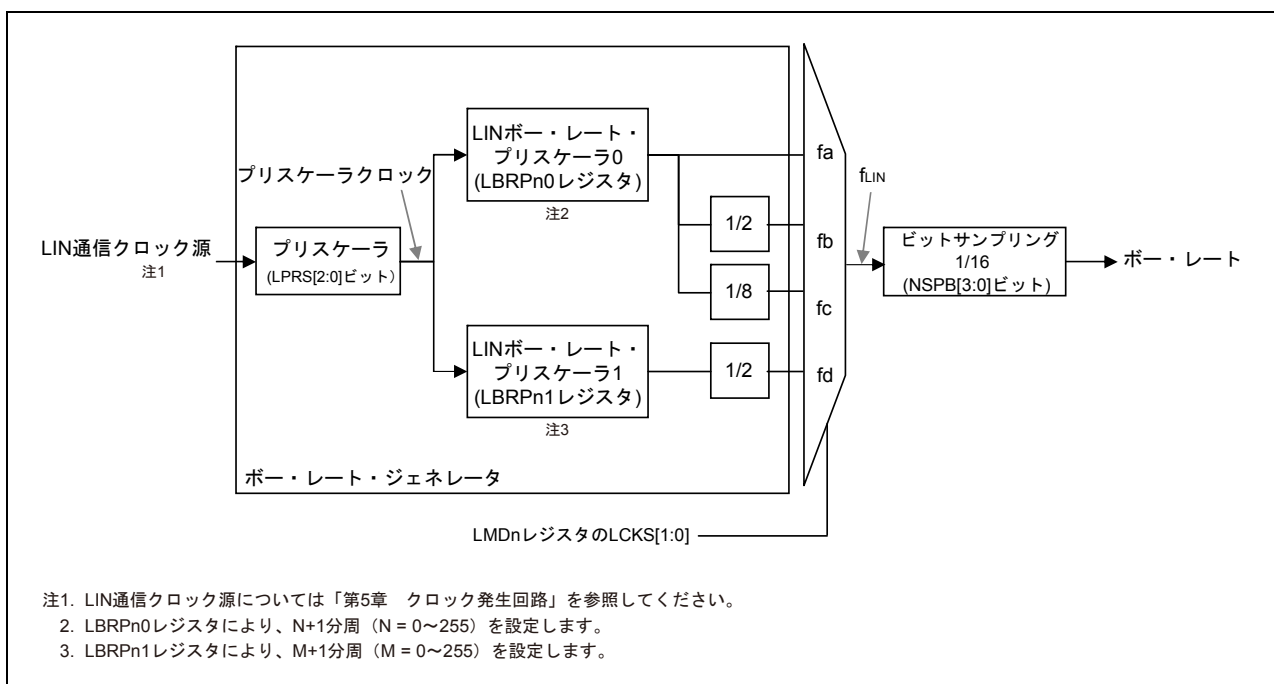 LIN通信クロック源
注1
プリスケーラ
(LPRS[2:0]ビット)
プリスケーラクロック
LINボー・レート・
プリスケーラ0
(LBRPn0レジスタ)
注2
LINボー・レート・
プリスケーラ1
(LBRPn1レジスタ)
注3
1/2
1/8
1/2
fa
fb
fc
fd
fLIN
ビットサンプリング
1/16
(NSPB[3:0]ビット)
ボー・レート
ボー・レート・ジェネレータ
LMDnレジスタのLCKS[1:0]
注1. LIN通信クロック源については「第5章　クロック発生回路」を参照してください。
2. LBRPn0レジスタにより、N+1分周（N = 0～255）を設定します。
3. LBRPn1レジスタにより、M+1分周（M = 0～255）を設定します。